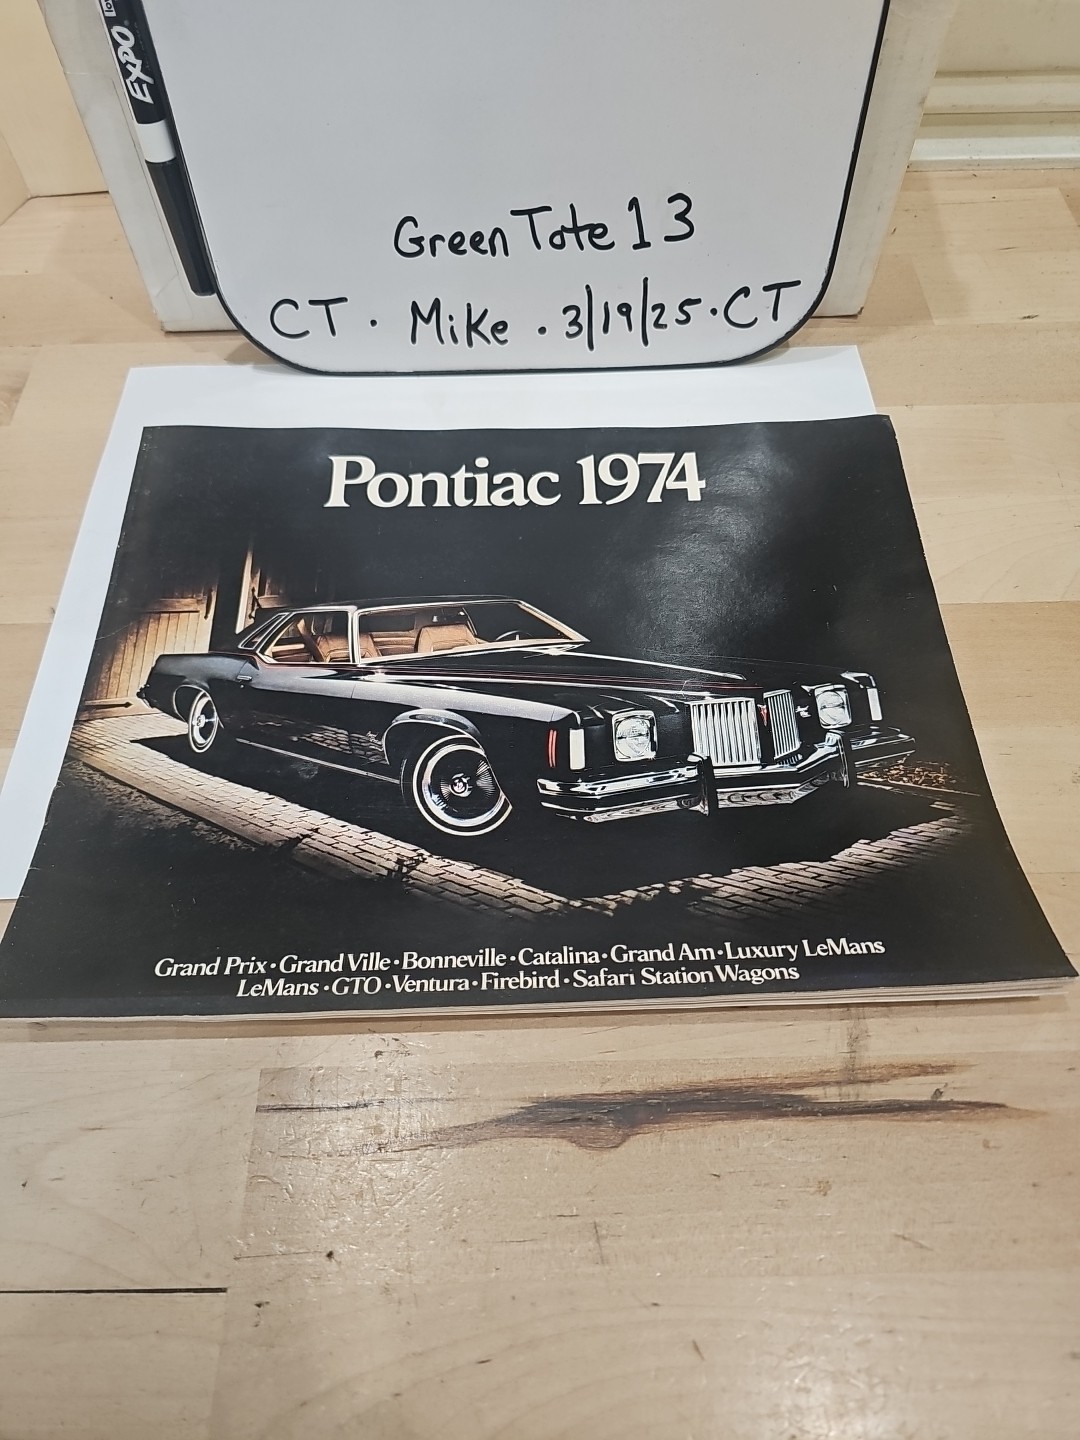 EXPO
Green Tote 13
CT · Mike · 3/19/25 · CT
Pontiac 1974
Grand Prix · Grand Ville · Bonneville · Catalina · Grand Am · Luxury LeMans
LeMans · GTO · Ventura · Firebird · Safari Station Wagons